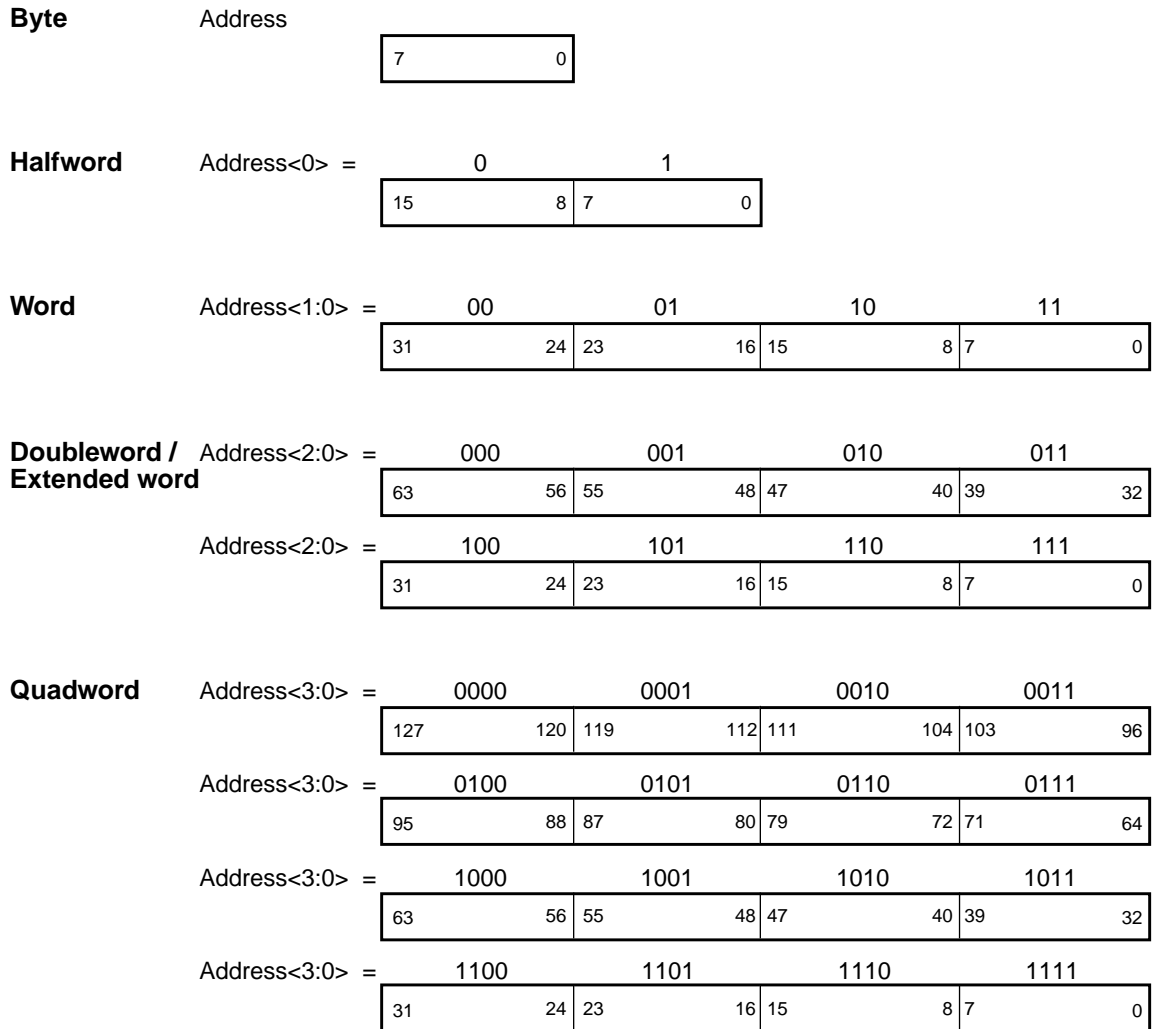 Byte Address
7 0
Halfword Address<0> = 0 1
15 8 7 0
Word Address<1:0> = 00 01 10 11
31 24 23 16 15 8 7 0
Doubleword / Address<2:0> = 000 001 010 011
Extended word
63 56 55 48 47 40 39 32
Address<2:0> = 100 101 110 111
31 24 23 16 15 8 7 0
Quadword Address<3:0> = 0000 0001 0010 0011
127 120 119 112 111 104 103 96
Address<3:0> = 0100 0101 0110 0111
95 88 87 80 79 72 71 64
Address<3:0> = 1000 1001 1010 1011
63 56 55 48 47 40 39 32
Address<3:0> = 1100 1101 1110 1111
31 24 23 16 15 8 7 0